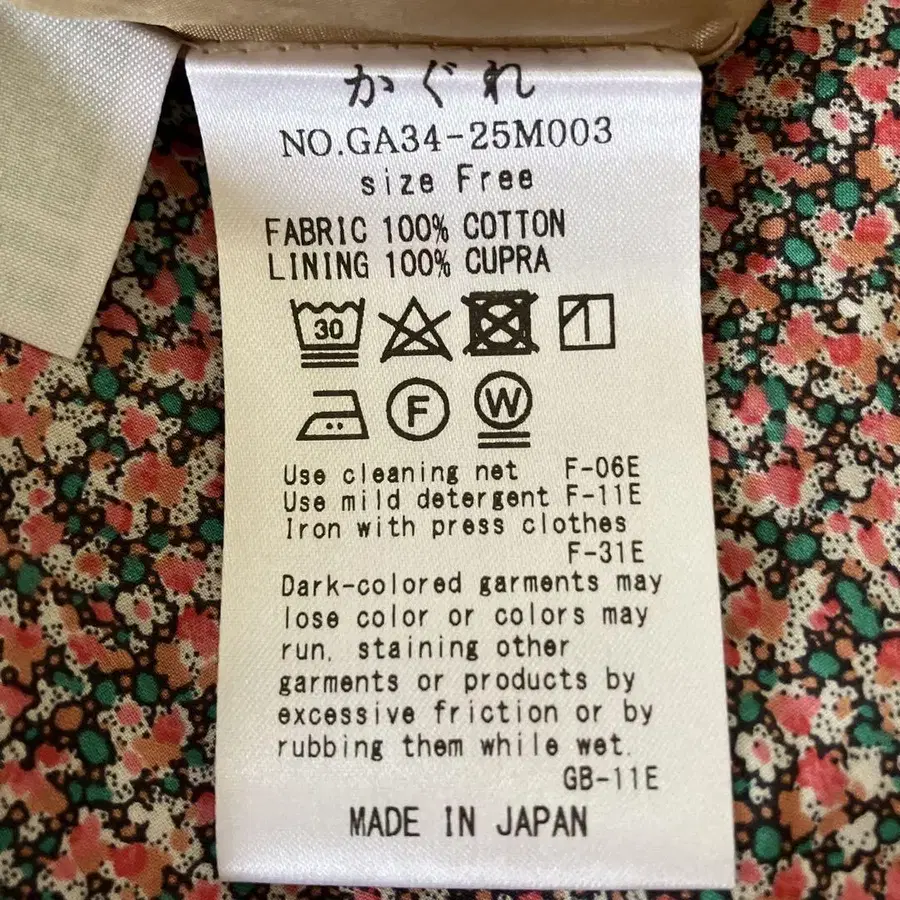 かぐれ
NO.GA34-25M003
size Free
FABRIC 100% COTTON
LINING 100% CUPRA
30
F W
Use cleaning net F-06E
Use mild detergent F-11E
Iron with press clothes
F-31E
Dark-colored garments may
lose color or colors may
run, staining other
garments or products by
excessive friction or by
rubbing them while wet.
GB-11E
MADE IN JAPAN